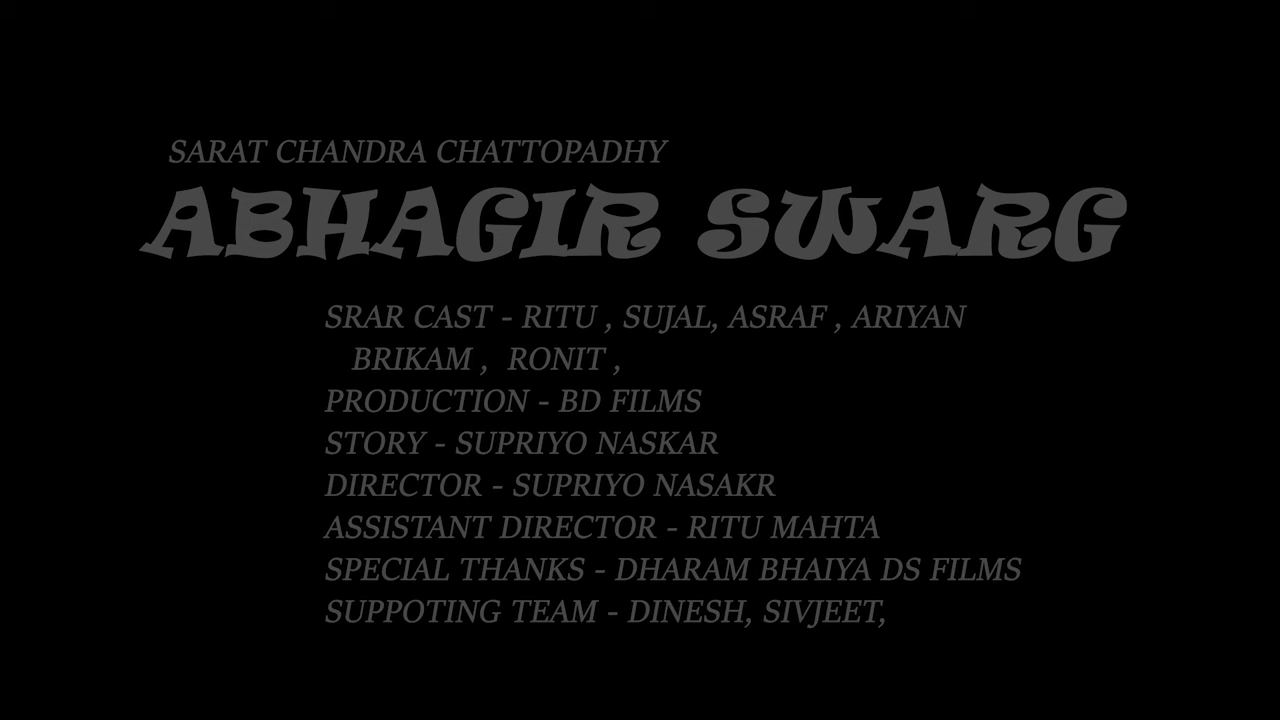 SARAT CHANDRA CHATTOPADHY
ABHAGIR SWARG
SRAR CAST - RITU , SUJAL, ASRAF , ARIYAN
BRIKAM , RONIT ,
PRODUCTION - BD FILMS
STORY - SUPRIYO NASKAR
DIRECTOR - SUPRIYO NASAKR
ASSISTANT DIRECTOR - RITU MAHTA
SPECIAL THANKS - DHARAM BHAIYA DS FILMS
SUPPOTING TEAM - DINESH, SIVJEET,